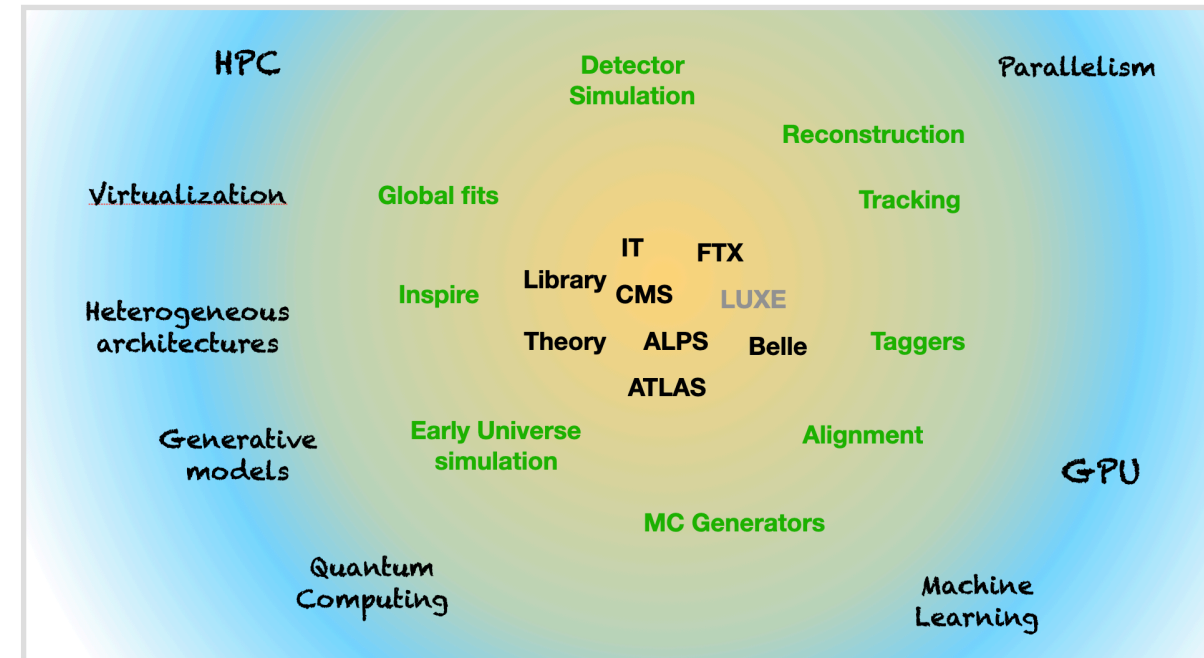 HPC
Detector
Simulation
Parallelism
Reconstruction
Virtualization
Global fits
Tracking
IT
FTX
Library
CMS
LUXE
Inspire
Heterogeneous
architectures
Theory
ALPS
Belle
Taggers
ATLAS
Early Universe
simulation
Alignment
Generative
models
GPU
MC Generators
Quantum
Computing
Machine
Learning